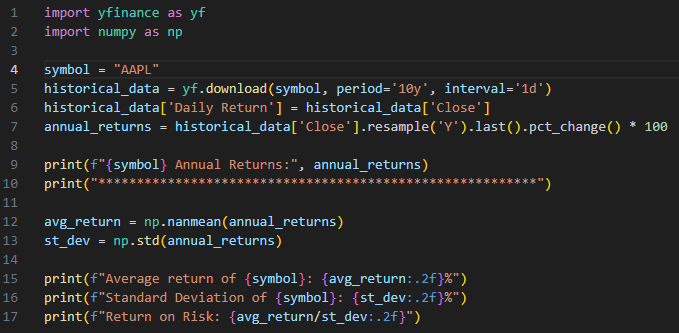 1 import yfinance as yf
2 import numpy as np
3
4 symbol = "AAPL"
5 historical_data = yf.download(symbol, period='10y', interval='1d')
6 historical_data['Daily Return'] = historical_data['Close']
7 annual_returns = historical_data['Close'].resample('Y').last().pct_change() * 100
8
9 print(f"{symbol} Annual Returns:", annual_returns)
10 print("**********************************************************")
11
12 avg_return = np.nanmean(annual_returns)
13 st_dev = np.std(annual_returns)
14
15 print(f"Average return of {symbol}: {avg_return:.2f}%")
16 print(f"Standard Deviation of {symbol}: {st_dev:.2f}%")
17 print(f"Return on Risk: {avg_return/st_dev:.2f}")